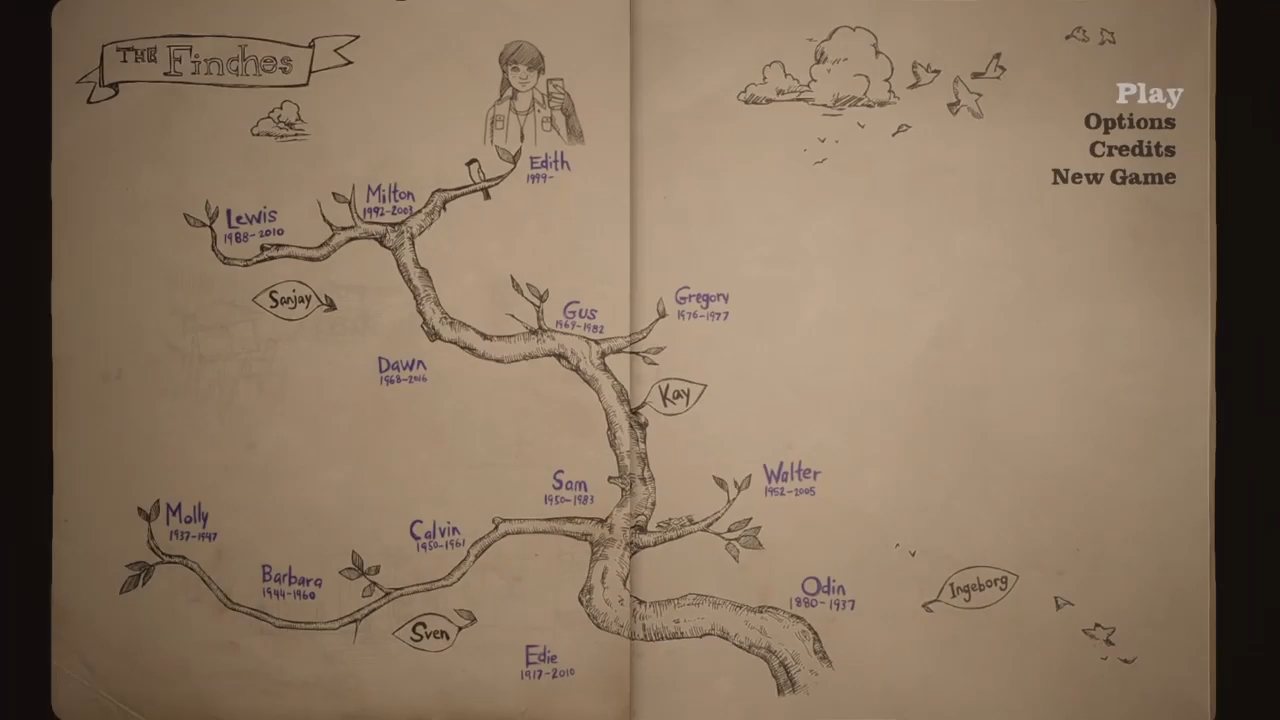 THE Finches
Play
Options
Credits
New Game
Edith
1999-
Milton
1992-2003
Lewis
1988-2010
Sanjay
Gus
1969-1982
Gregory
1976-1977
Dawn
1968-2016
Kay
Sam
1950-1983
Walter
1952-2005
Molly
1937-1947
Calvin
1950-1961
Barbara
1944-1960
Sven
Odin
1880-1937
Ingeborg
Edie
1917-2010